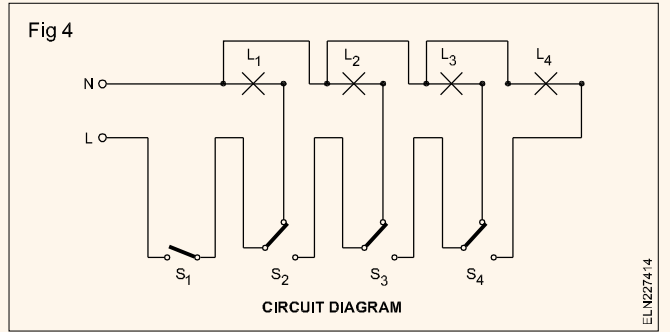 Fig 4
L1 L2 L3 L4
N
L
S1 S2 S3 S4
CIRCUIT DIAGRAM
ELN227414